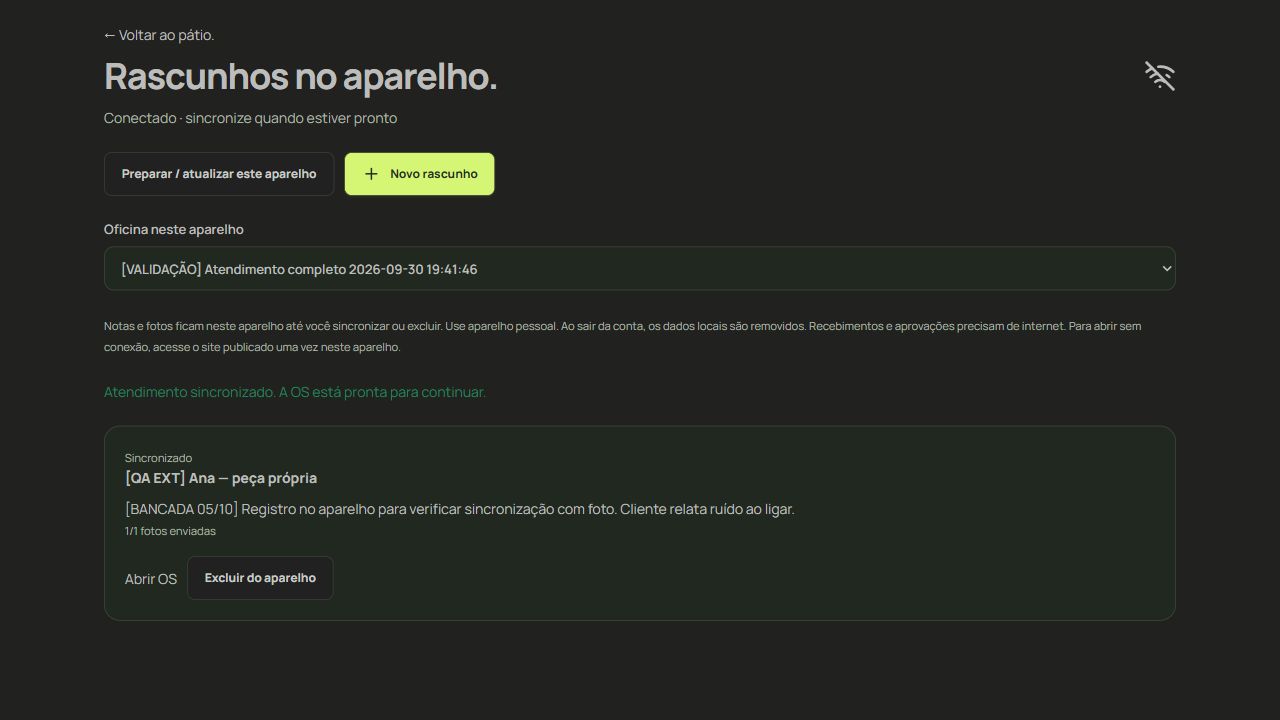 ← Voltar ao pátio.
Rascunhos no aparelho.
Conectado · sincronize quando estiver pronto
Preparar / atualizar este aparelho
Novo rascunho
Oficina neste aparelho
[VALIDAÇÃO] Atendimento completo 2026-09-30 19:41:46
Notas e fotos ficam neste aparelho até você sincronizar ou excluir. Use aparelho pessoal. Ao sair da conta, os dados locais são removidos. Recebimentos e aprovações precisam de internet. Para abrir sem
conexão, acesse o site publicado uma vez neste aparelho.
Atendimento sincronizado. A OS está pronta para continuar.
Sincronizado
[QA EXT] Ana — peça própria
[BANCADA 05/10] Registro no aparelho para verificar sincronização com foto. Cliente relata ruído ao ligar.
1/1 fotos enviadas
Abrir OS
Excluir do aparelho